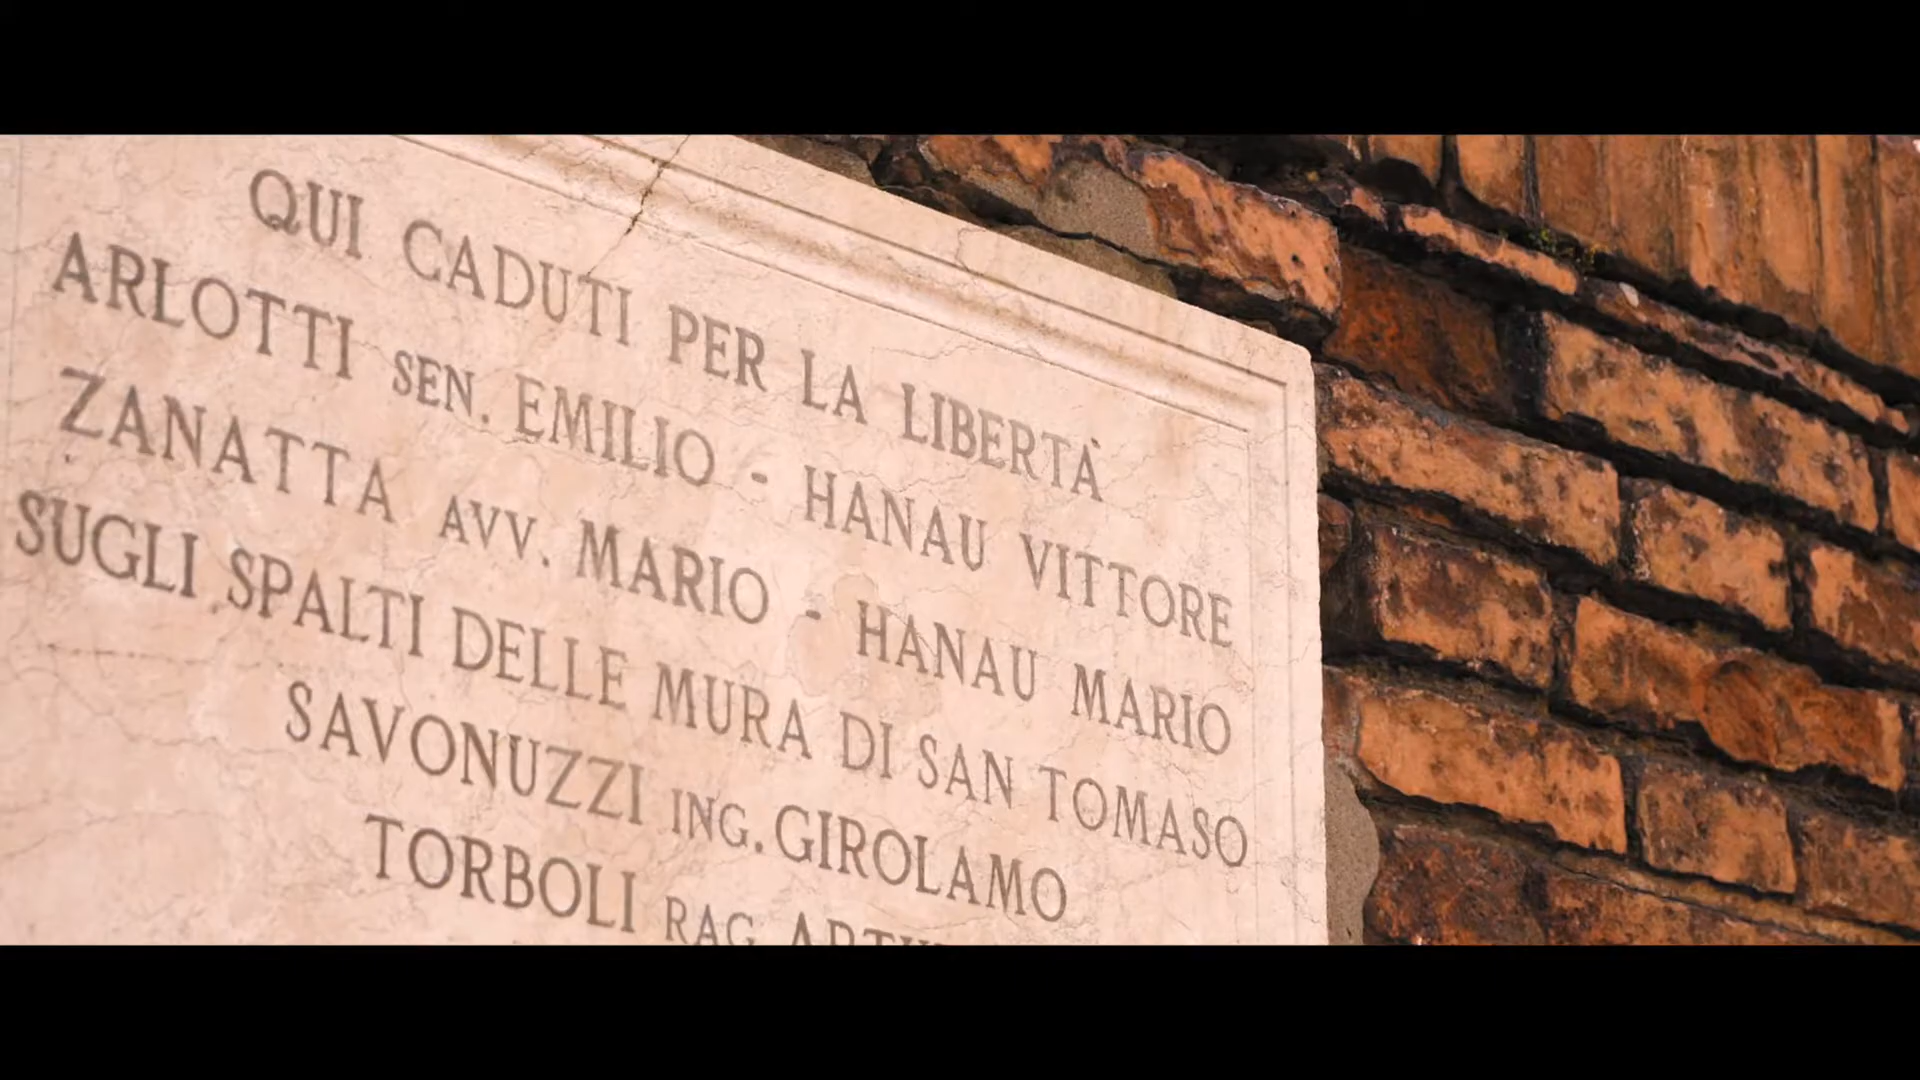 QUI CADUTI PER LA LIBERTÀ
ARLOTTI SEN. EMILIO - HANAU VITTORE
ZANATTA AVV. MARIO - HANAU MARIO
SUGLI SPALTI DELLE MURA DI SAN TOMASO
SAVONUZZI ING. GIROLAMO
TORBOLI RAG.